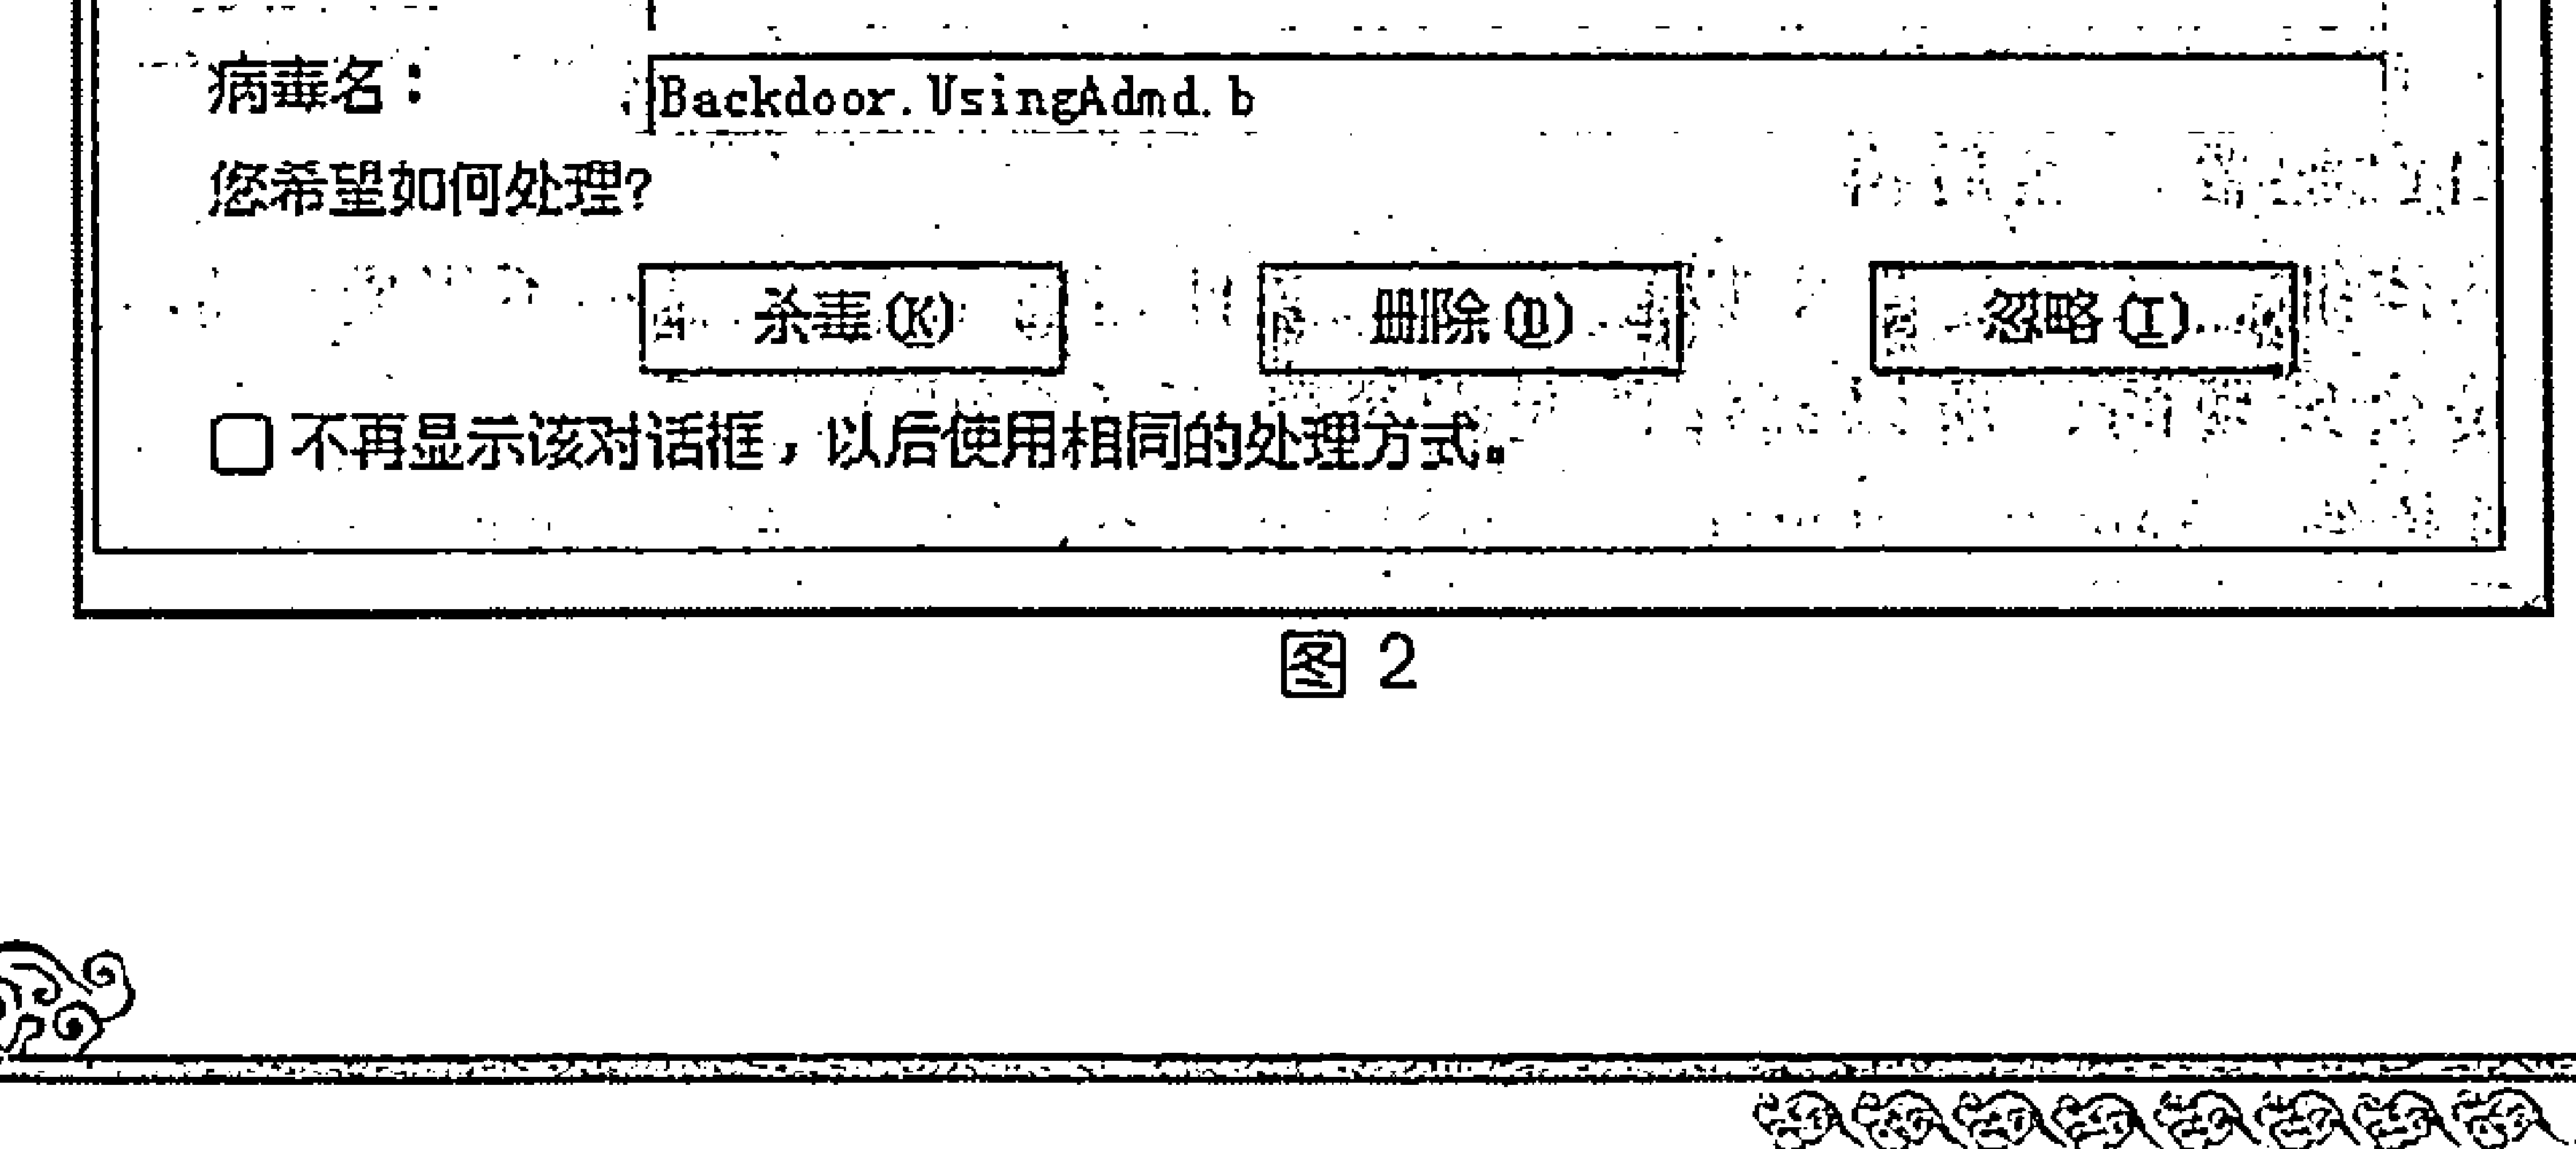 病毒名：
Backdoor.UsingAdmd.b
您希望如何处理?
杀毒(K) 删除(D) 忽略(I)
不再显示该对话框，以后使用相同的处理方式。
图 2